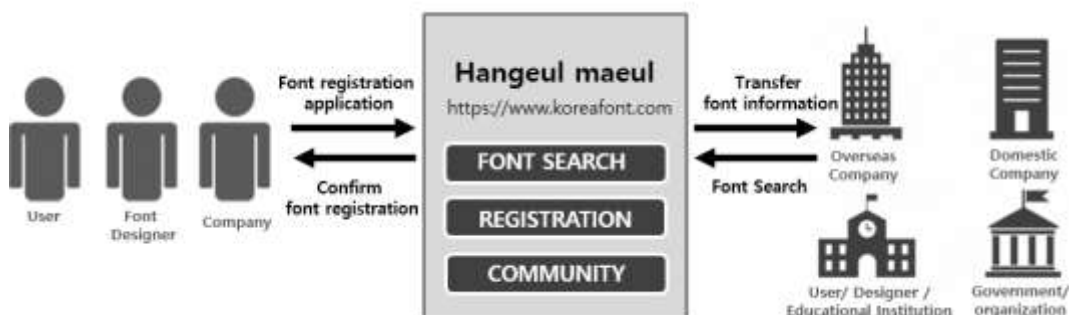 Font registration
application
Confirm
font registration
User
Font
Designer
Company
Hangeul maeul
https://www.koreafont.com
FONT SEARCH
REGISTRATION
COMMUNITY
Transfer
font information
Font Search
Overseas
Company
Domestic
Company
User/ Designer /
Educational Institution
Government/
organization